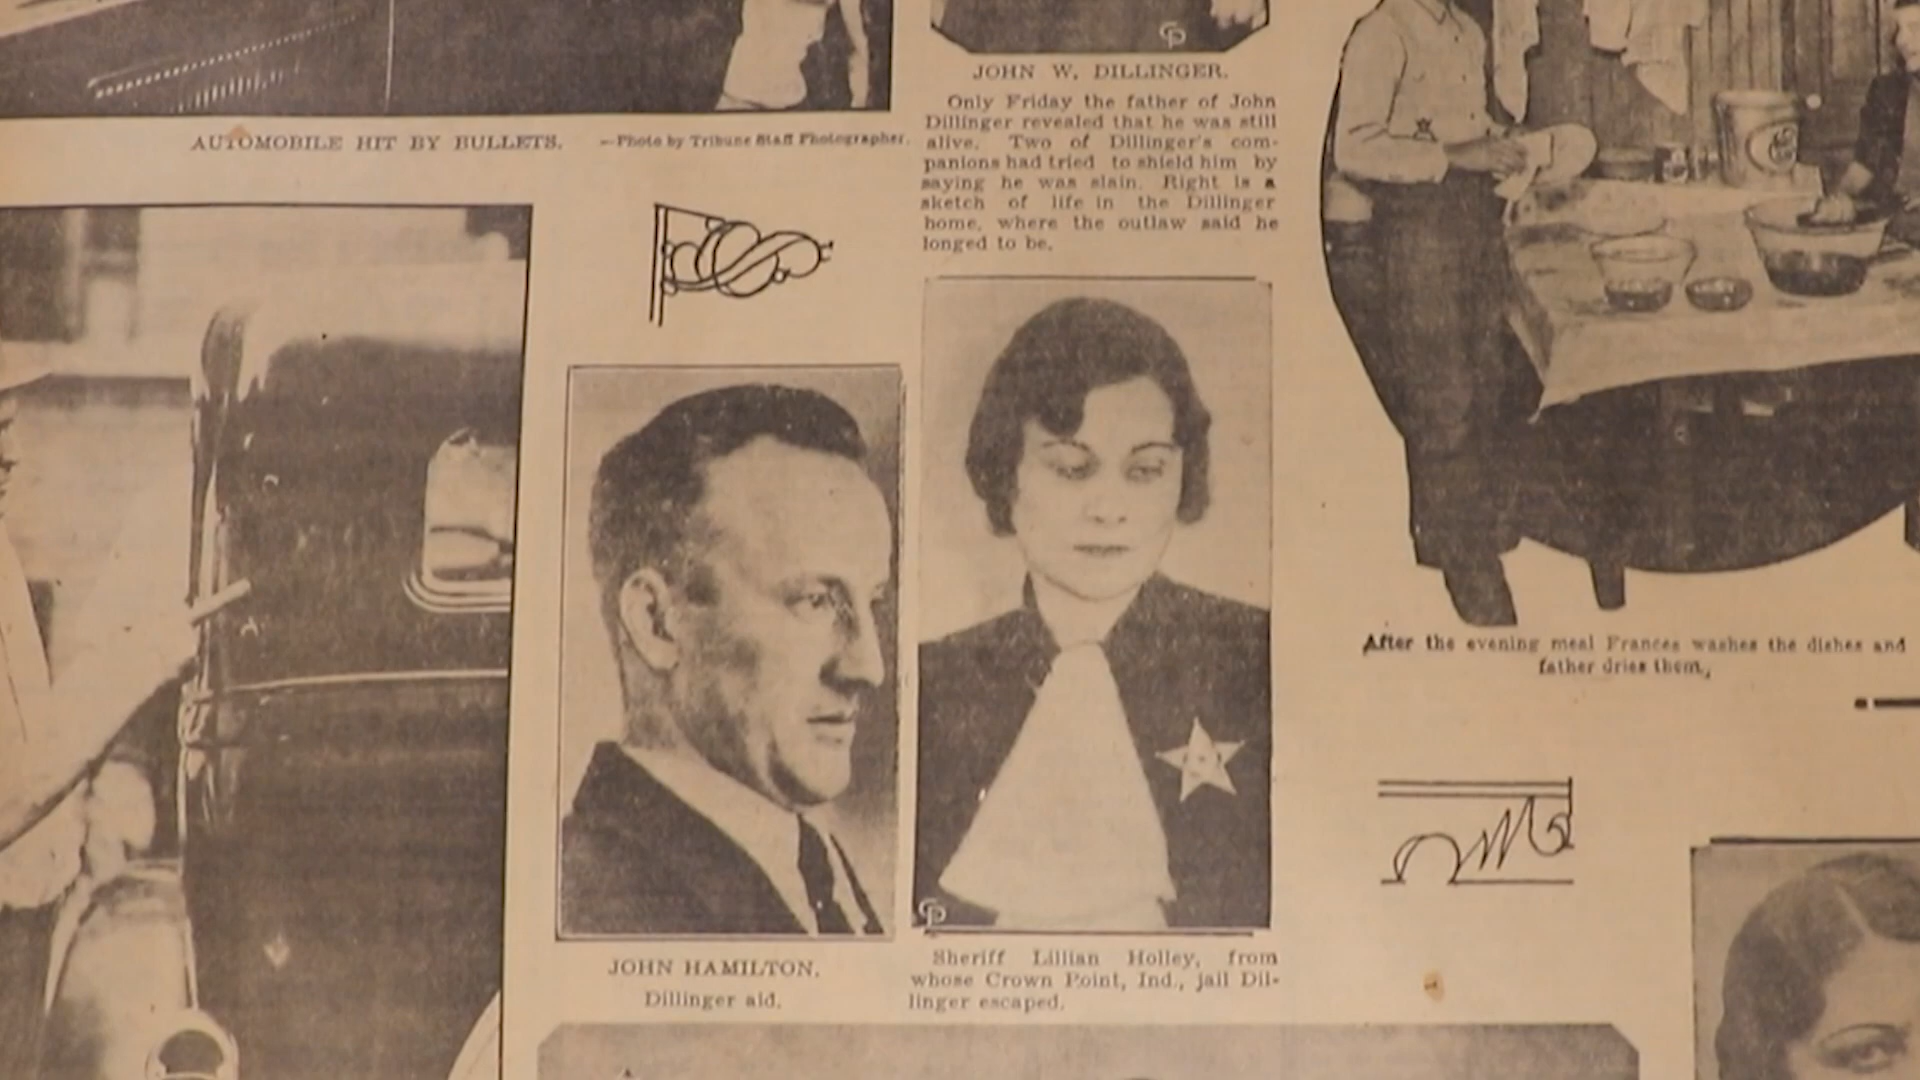 JOHN W. DILLINGER.
Only Friday the father of John
Dillinger revealed that he was still
alive. Two of Dillinger's com-
panions had tried to shield him by
saying he was slain. Right is a
sketch of life in the Dillinger
home, where the outlaw said he
longed to be.
AUTOMOBILE HIT BY BULLETS. —Photo by Tribune Staff Photographer.
After the evening meal Frances washes the dishes and
father dries them.
JOHN HAMILTON.
Dillinger aid.
Sheriff Lillian Holley, from
whose Crown Point, Ind., jail Dil-
linger escaped.